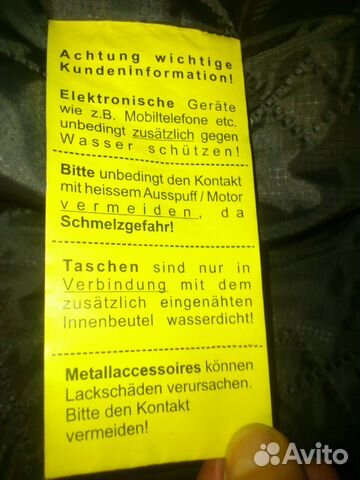 Achtung wichtige
Kundeninformation!
Elektronische Geräte
wie z.B. Mobiltelefone etc.
unbedingt zusätzlich gegen
Wasser schützen!
Bitte unbedingt den Kontakt
mit heissem Ausspuff / Motor
vermeiden, da
Schmelzgefahr!
Taschen sind nur in
Verbindung mit dem
zusätzlich eingenähten
Innenbeutel wasserdicht!
Metallaccessoires können
Lackschäden verursachen.
Bitte den Kontakt
vermeiden!
Avito